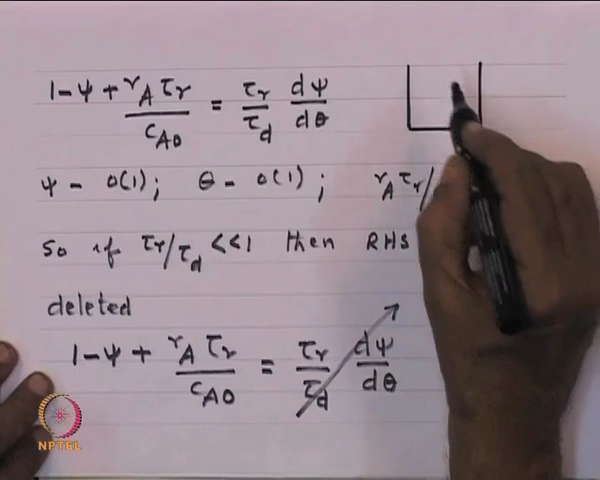 1-ψ + r_A τ_r / C_A0 = τ_r / τ_d dψ / dθ
ψ - O(1); θ - O(1); r_A τ_r /
So if τ_r/τ_d <<1 then RHS
deleted
1-ψ + r_A τ_r / C_A0 = τ_r / τ_d dψ / dθ
NPTEL